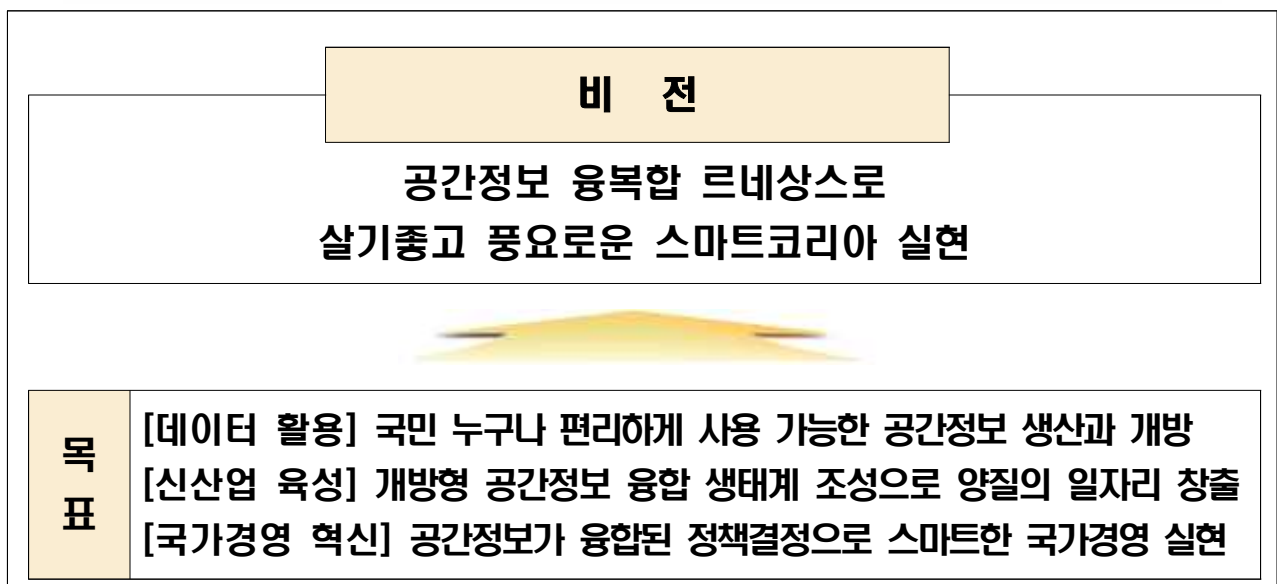 비 전
공간정보 융복합 르네상스로
살기좋고 풍요로운 스마트코리아 실현
목표
[데이터 활용] 국민 누구나 편리하게 사용 가능한 공간정보 생산과 개방
[신산업 육성] 개방형 공간정보 융합 생태계 조성으로 양질의 일자리 창출
[국가경영 혁신] 공간정보가 융합된 정책결정으로 스마트한 국가경영 실현